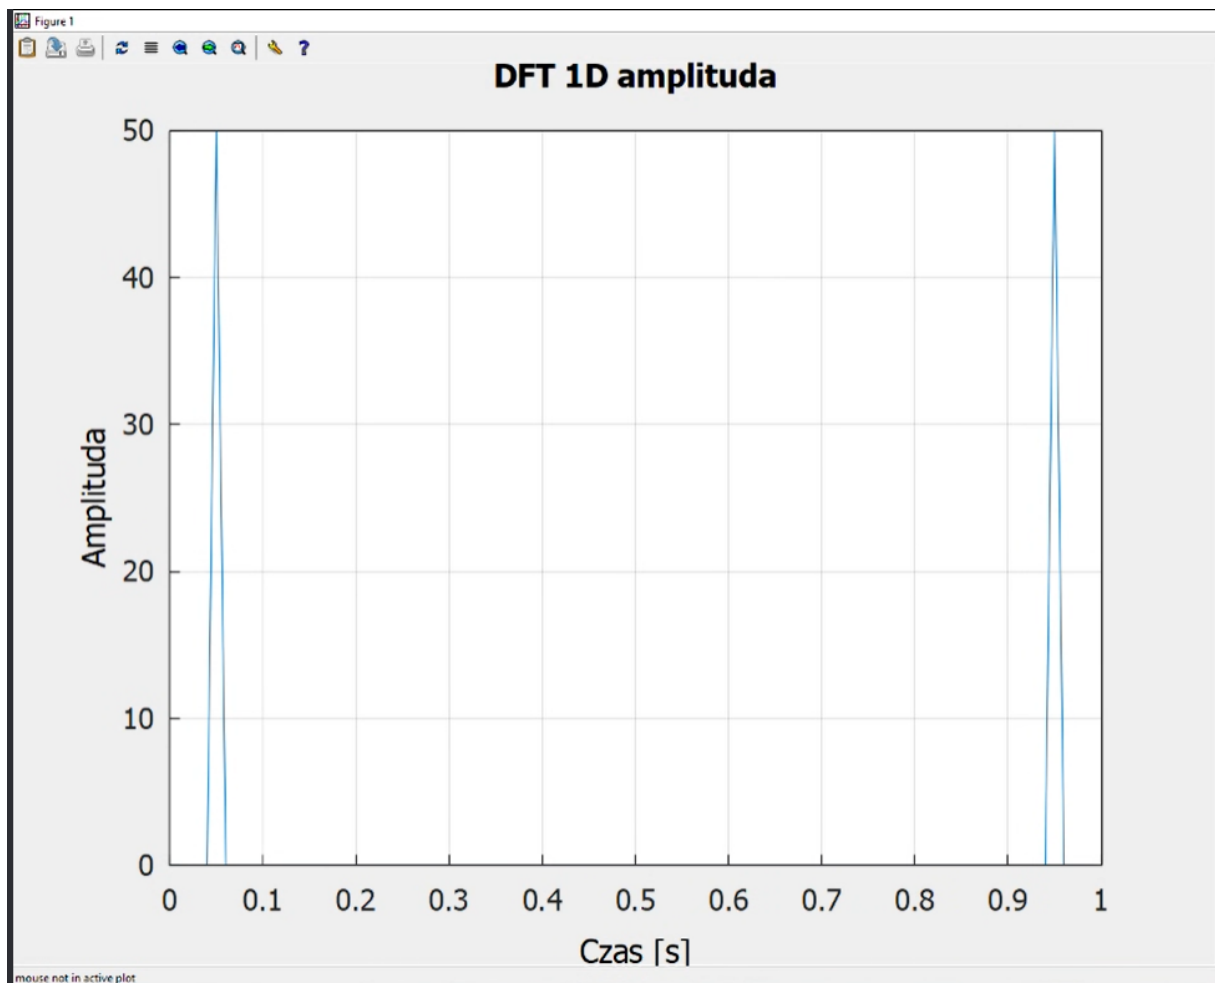 Figure 1
?
DFT 1D amplituda
50
40
30
20
10
0
Amplituda
0 0.1 0.2 0.3 0.4 0.5 0.6 0.7 0.8 0.9 1
Czas [s]
mouse not in active plot